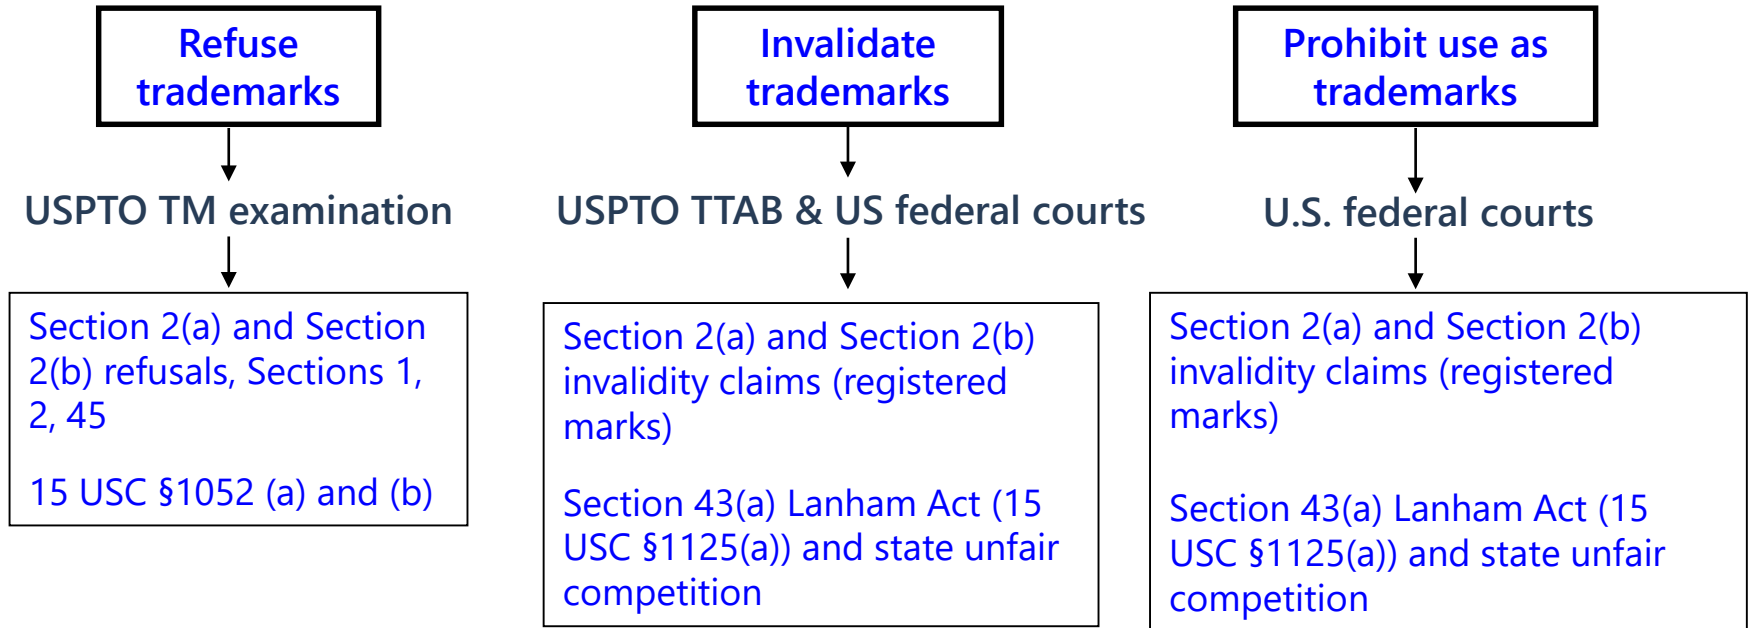 Refuse
trademarks
USPTO TM examination
Section 2(a) and Section
2(b) refusals, Sections 1,
2, 45
15 USC §1052 (a) and (b)
Invalidate
trademarks
USPTO TTAB & US federal courts
Section 2(a) and Section 2(b)
invalidity claims (registered
marks)
Section 43(a) Lanham Act (15
USC §1125(a)) and state unfair
competition
Prohibit use as
trademarks
U.S. federal courts
Section 2(a) and Section 2(b)
invalidity claims (registered
marks)
Section 43(a) Lanham Act (15
USC §1125(a)) and state unfair
competition